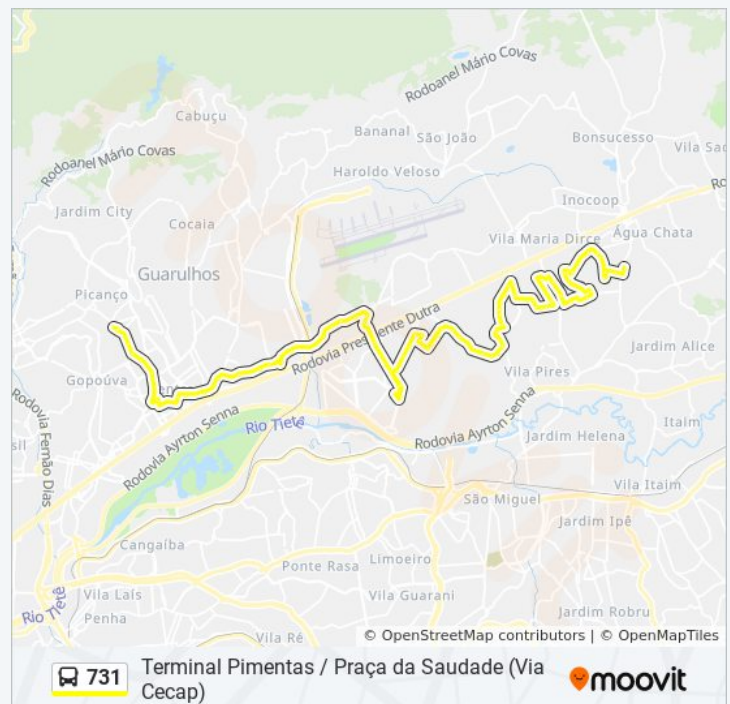 Rodoanel Mário Covas
Cabuçu
Bananal
São João
Bonsucesso
Vila Sac
Rodoanel Mário Covas
Haroldo Veloso
Ro
Jardim City
Cocaia
Inocoop
Vila Maria Dirce
Água Chata
Guarulhos
Picanço
Rodovia Presidente Dutra
Jardim Alice
Gopoúva
Vila Pires
Rodovia Ayrton Senna
Rio Tietê
Rodovia Ayrton Senna
Itaim
Jardim Helena
sil
Rodovia Fernão Dias
Vila Itaim
São Miguel
Jardim Ipê
Cangaíba
Ponte Rasa
Limoeiro
Vila Laís
Vila Guarani
Rio Tietê
Penha
Jardim Robru
Vila Ré
© OpenStreetMap contributors | © OpenMapTiles
731
Terminal Pimentas / Praça da Saudade (Via
Cecap)
moovit